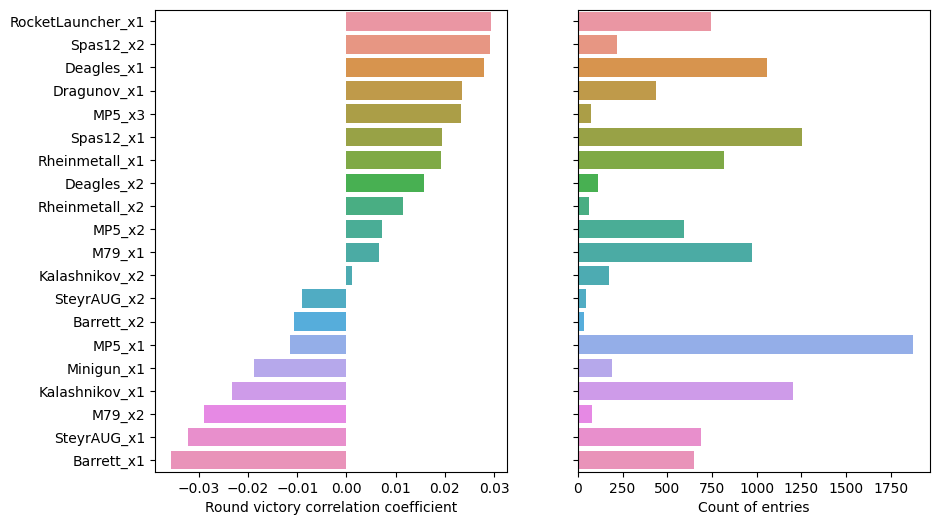 RocketLauncher_x1
Spas12_x2
Deagles_x1
Dragunov_x1
MP5_x3
Spas12_x1
Rheinmetall_x1
Deagles_x2
Rheinmetall_x2
MP5_x2
M79_x1
Kalashnikov_x2
SteyrAUG_x2
Barrett_x2
MP5_x1
Minigun_x1
Kalashnikov_x1
M79_x2
SteyrAUG_x1
Barrett_x1
−0.03 −0.02 −0.01 0.00 0.01 0.02 0.03
Round victory correlation coefficient
0 250 500 750 1000 1250 1500 1750
Count of entries